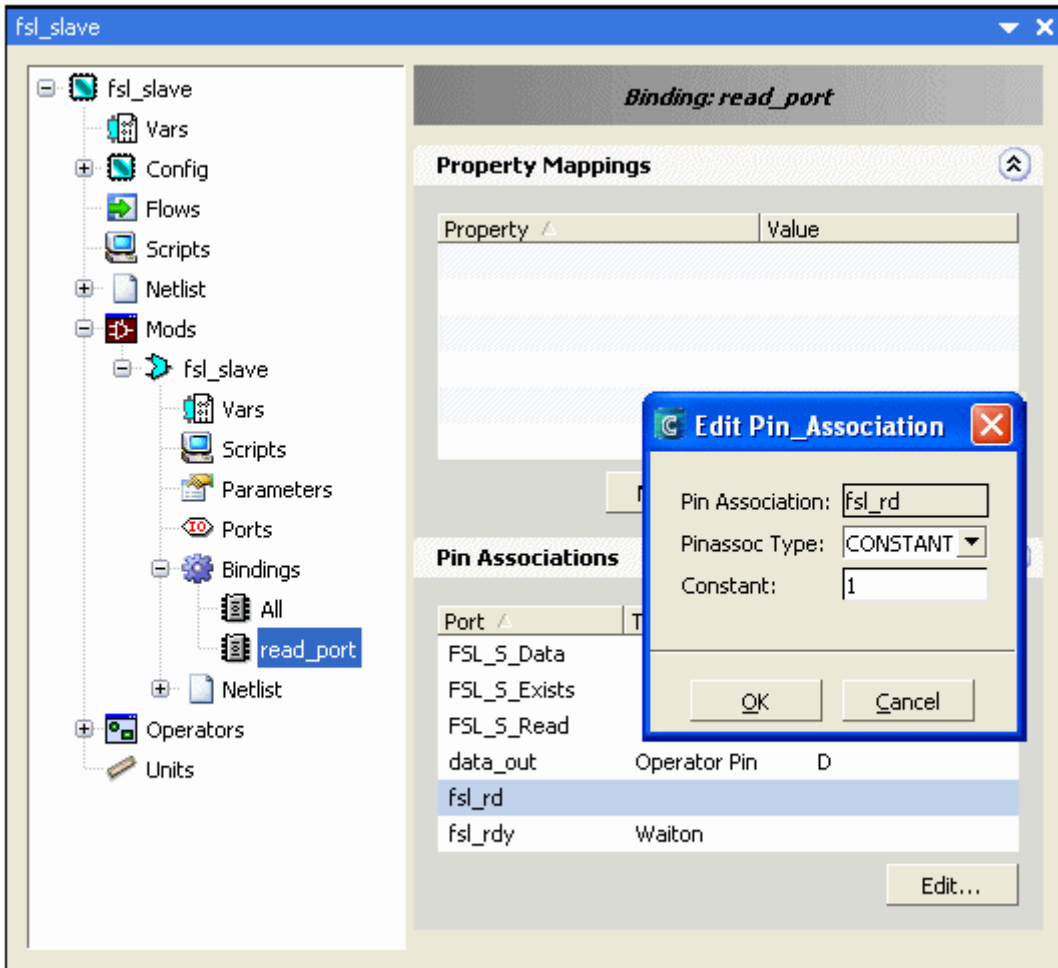 fsl_slave
fsl_slave
Vars
Config
Flows
Scripts
Netlist
Mods
fsl_slave
Vars
Scripts
Parameters
IO Ports
Bindings
All
read_port
Netlist
Operators
Units
Binding: read_port
Property Mappings
Property Value
Edit Pin_Association
Pin Association: fsl_rd
Pinassoc Type: CONSTANT
Constant: 1
OK Cancel
Pin Associations
Port T
FSL_S_Data
FSL_S_Exists
FSL_S_Read
data_out Operator Pin D
fsl_rd
fsl_rdy Waiton
Edit...